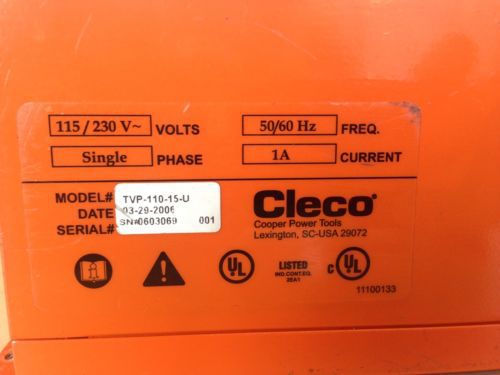 115/230 V~ VOLTS 50/60 Hz FREQ.
Single PHASE 1A CURRENT
MODEL# TVP-110-15-U
DATE 03-29-2006
SERIAL# SN#0603069 001
Cleco
Cooper Power Tools
Lexington, SC-USA 29072
i ! UL LISTED c UL
IND.CONT.EQ.
2EA1
11100133